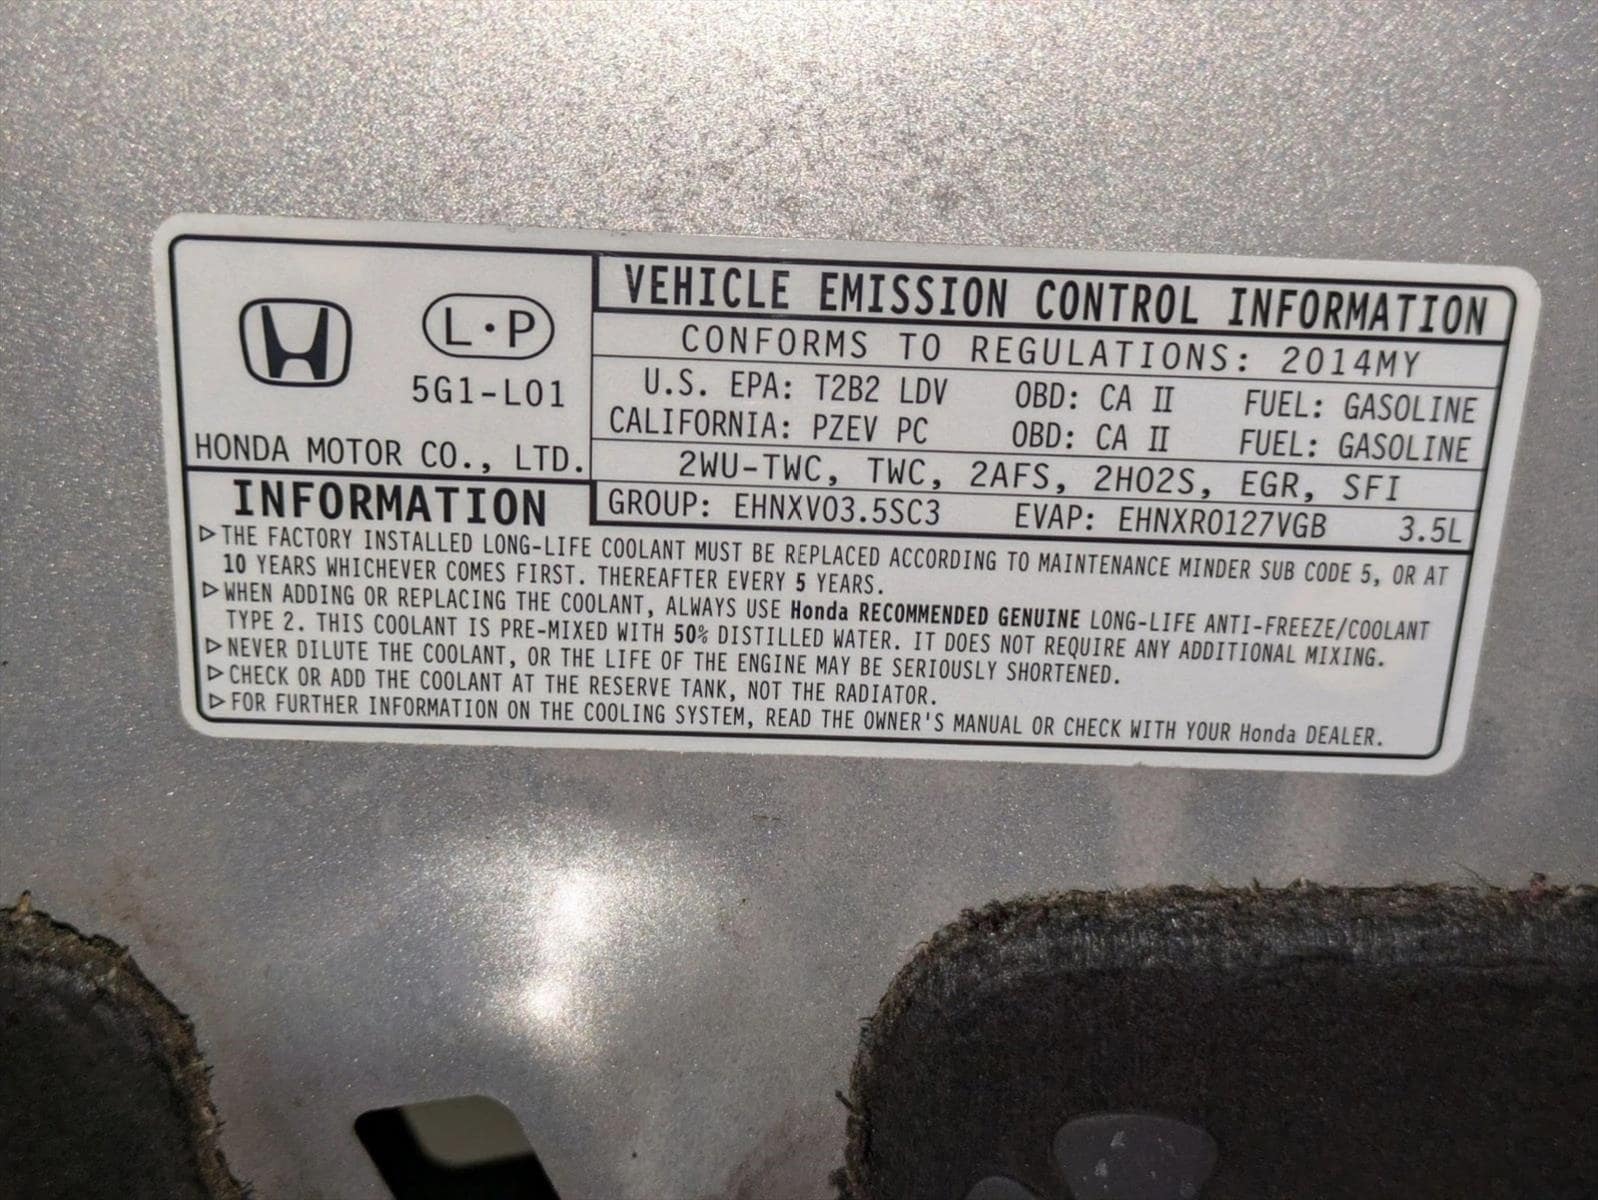 L·P
5G1-L01
HONDA MOTOR CO., LTD.
VEHICLE EMISSION CONTROL INFORMATION
CONFORMS TO REGULATIONS: 2014MY
U.S. EPA: T2B2 LDV OBD: CA II FUEL: GASOLINE
CALIFORNIA: PZEV PC OBD: CA II FUEL: GASOLINE
2WU-TWC, TWC, 2AFS, 2HO2S, EGR, SFI
GROUP: EHNXV03.5SC3 EVAP: EHNXR0127VGB 3.5L
INFORMATION
▷THE FACTORY INSTALLED LONG-LIFE COOLANT MUST BE REPLACED ACCORDING TO MAINTENANCE MINDER SUB CODE 5, OR AT
10 YEARS WHICHEVER COMES FIRST. THEREAFTER EVERY 5 YEARS.
▷WHEN ADDING OR REPLACING THE COOLANT, ALWAYS USE Honda RECOMMENDED GENUINE LONG-LIFE ANTI-FREEZE/COOLANT
TYPE 2. THIS COOLANT IS PRE-MIXED WITH 50% DISTILLED WATER. IT DOES NOT REQUIRE ANY ADDITIONAL MIXING.
▷NEVER DILUTE THE COOLANT, OR THE LIFE OF THE ENGINE MAY BE SERIOUSLY SHORTENED.
▷CHECK OR ADD THE COOLANT AT THE RESERVE TANK, NOT THE RADIATOR.
▷FOR FURTHER INFORMATION ON THE COOLING SYSTEM, READ THE OWNER'S MANUAL OR CHECK WITH YOUR Honda DEALER.